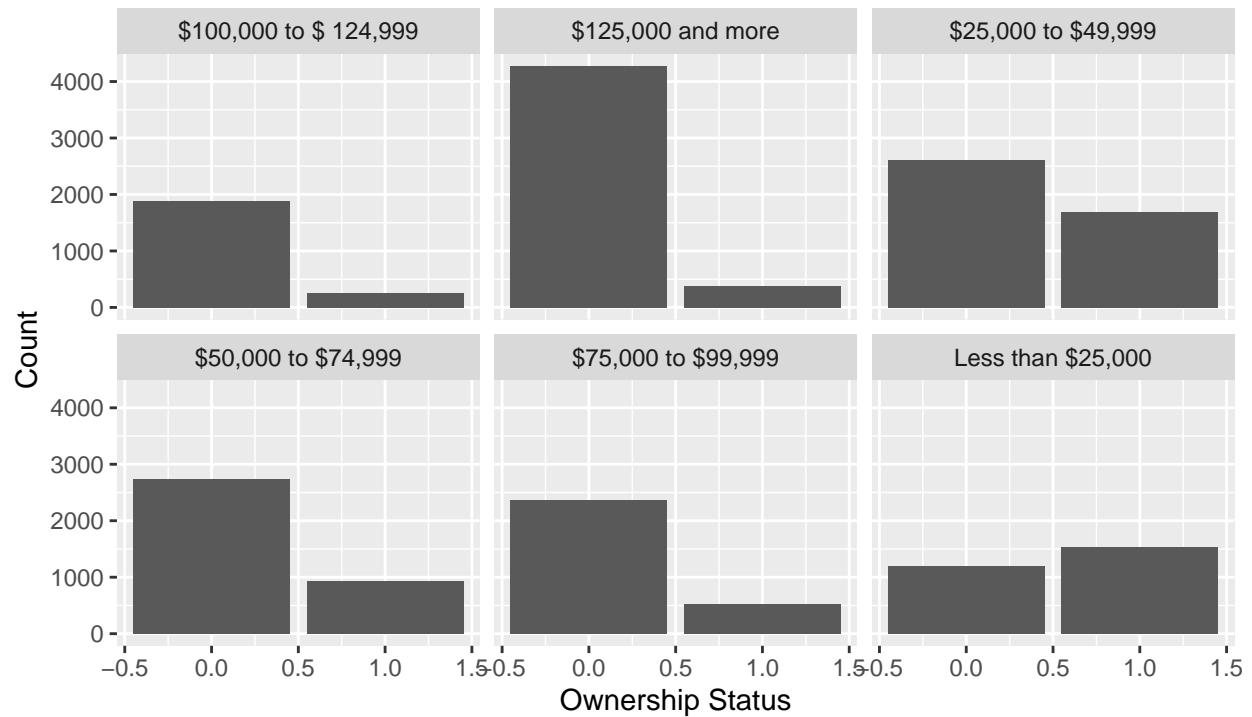 $100,000 to $ 124,999 $125,000 and more $25,000 to $49,999
4000
3000
2000
1000
0
$50,000 to $74,999 $75,000 to $99,999 Less than $25,000
4000
3000
2000
1000
0
−0.5 0.0 0.5 1.0 1.5 −0.5 0.0 0.5 1.0 1.5 −0.5 0.0 0.5 1.0 1.5
Ownership Status
Count